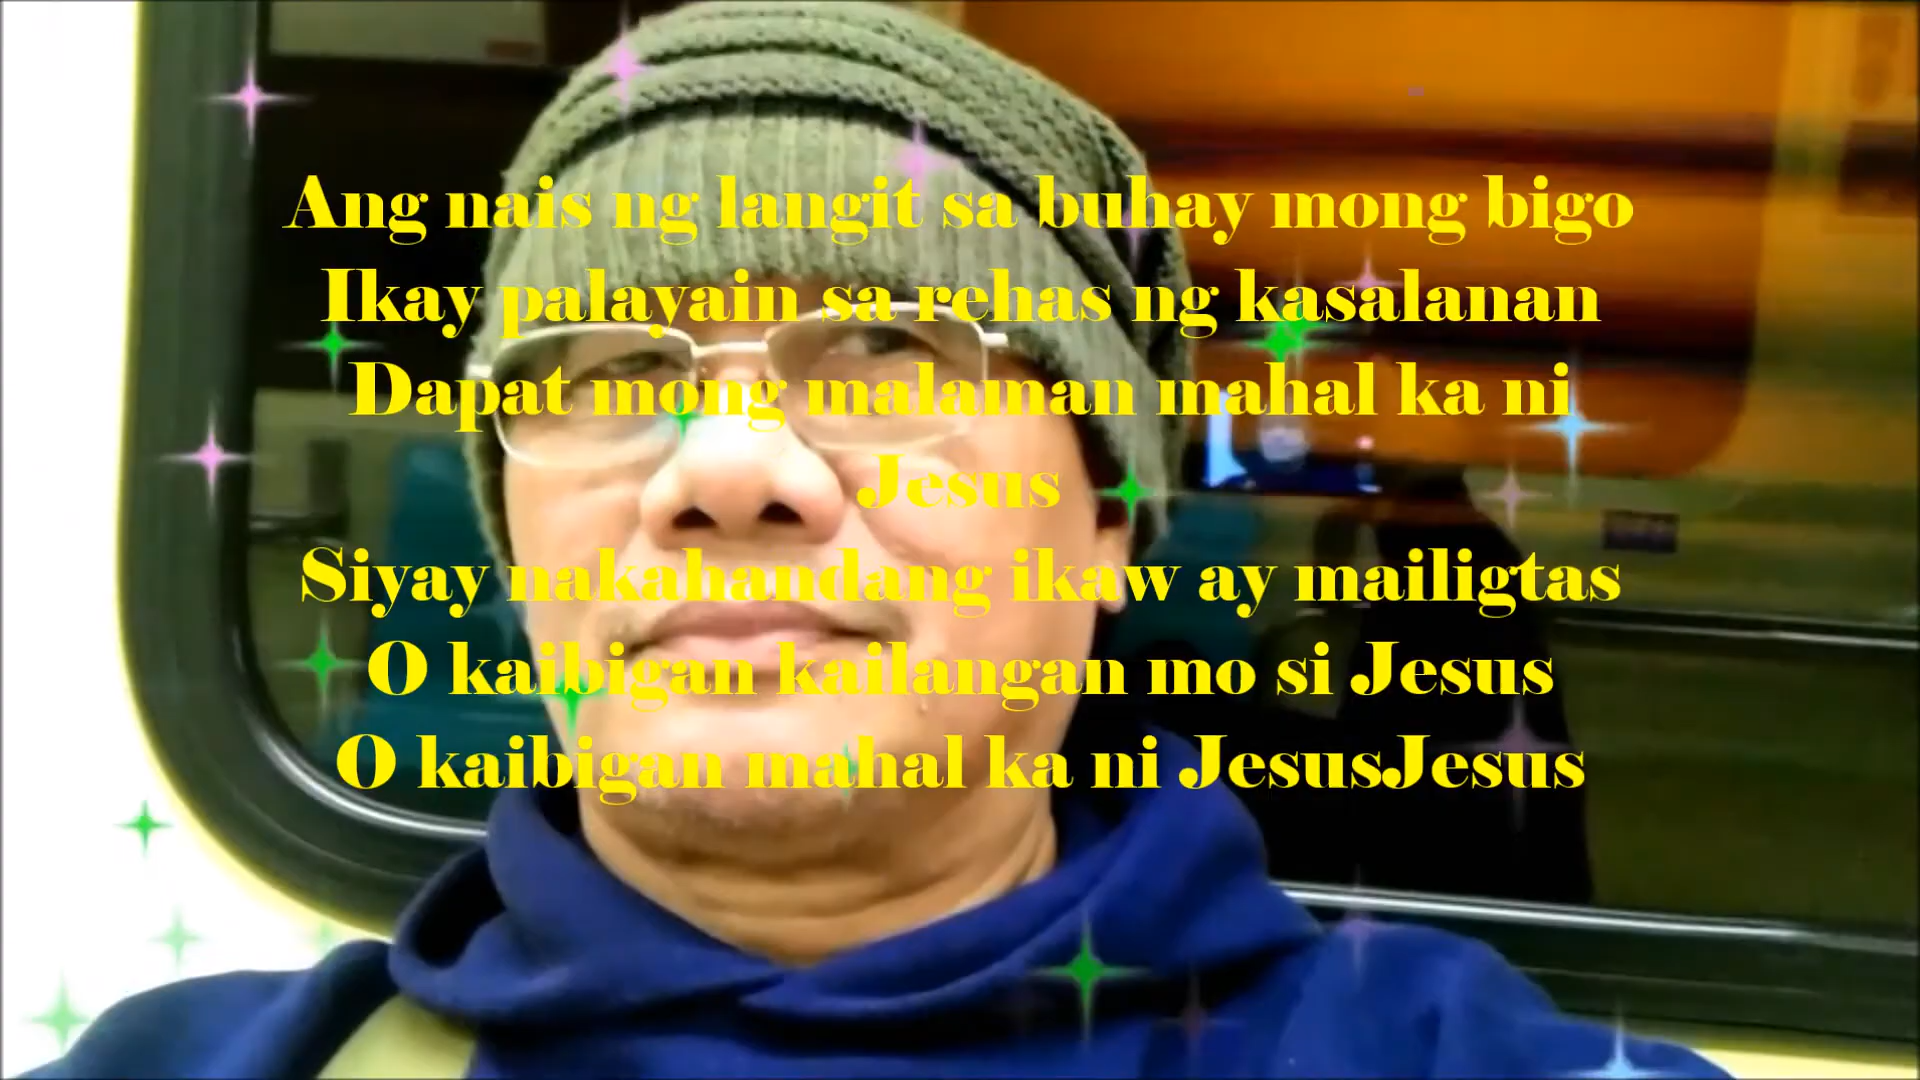 Ang nais ng langit sa buhay mong bigo
Ikay palayain sa rehas ng kasalanan
Dapat mong malaman mahal ka ni
Jesus
Siyay nakahandang ikaw ay mailigtas
O kaibigan kailangan mo si Jesus
O kaibigan mahal ka ni JesusJesus